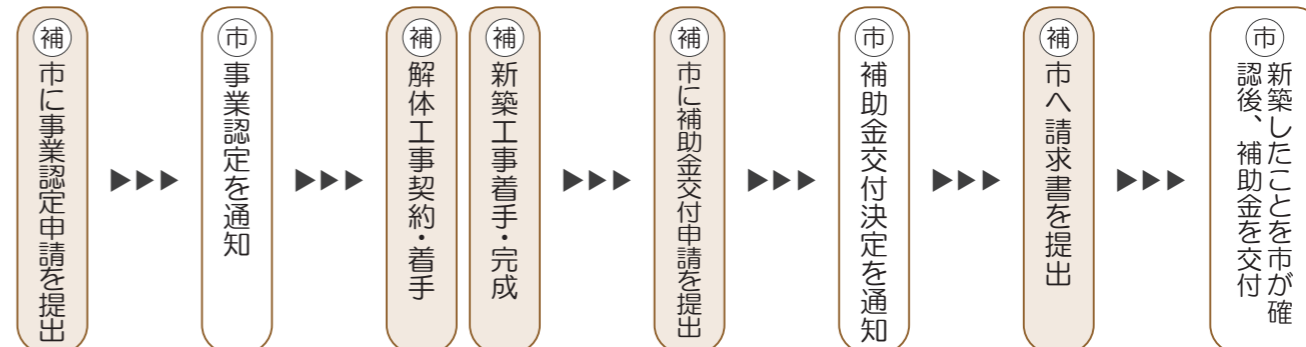 補
市に事業認定申請を提出
▶▶▶
市
事業認定を通知
▶▶▶
補
解体工事契約・着手
補
新築工事着手・完成
▶▶▶
補
市に補助金交付申請を提出
▶▶▶
市
補助金交付決定を通知
▶▶▶
補
市へ請求書を提出
▶▶▶
市
新築したことを市が確
認後、補助金を交付